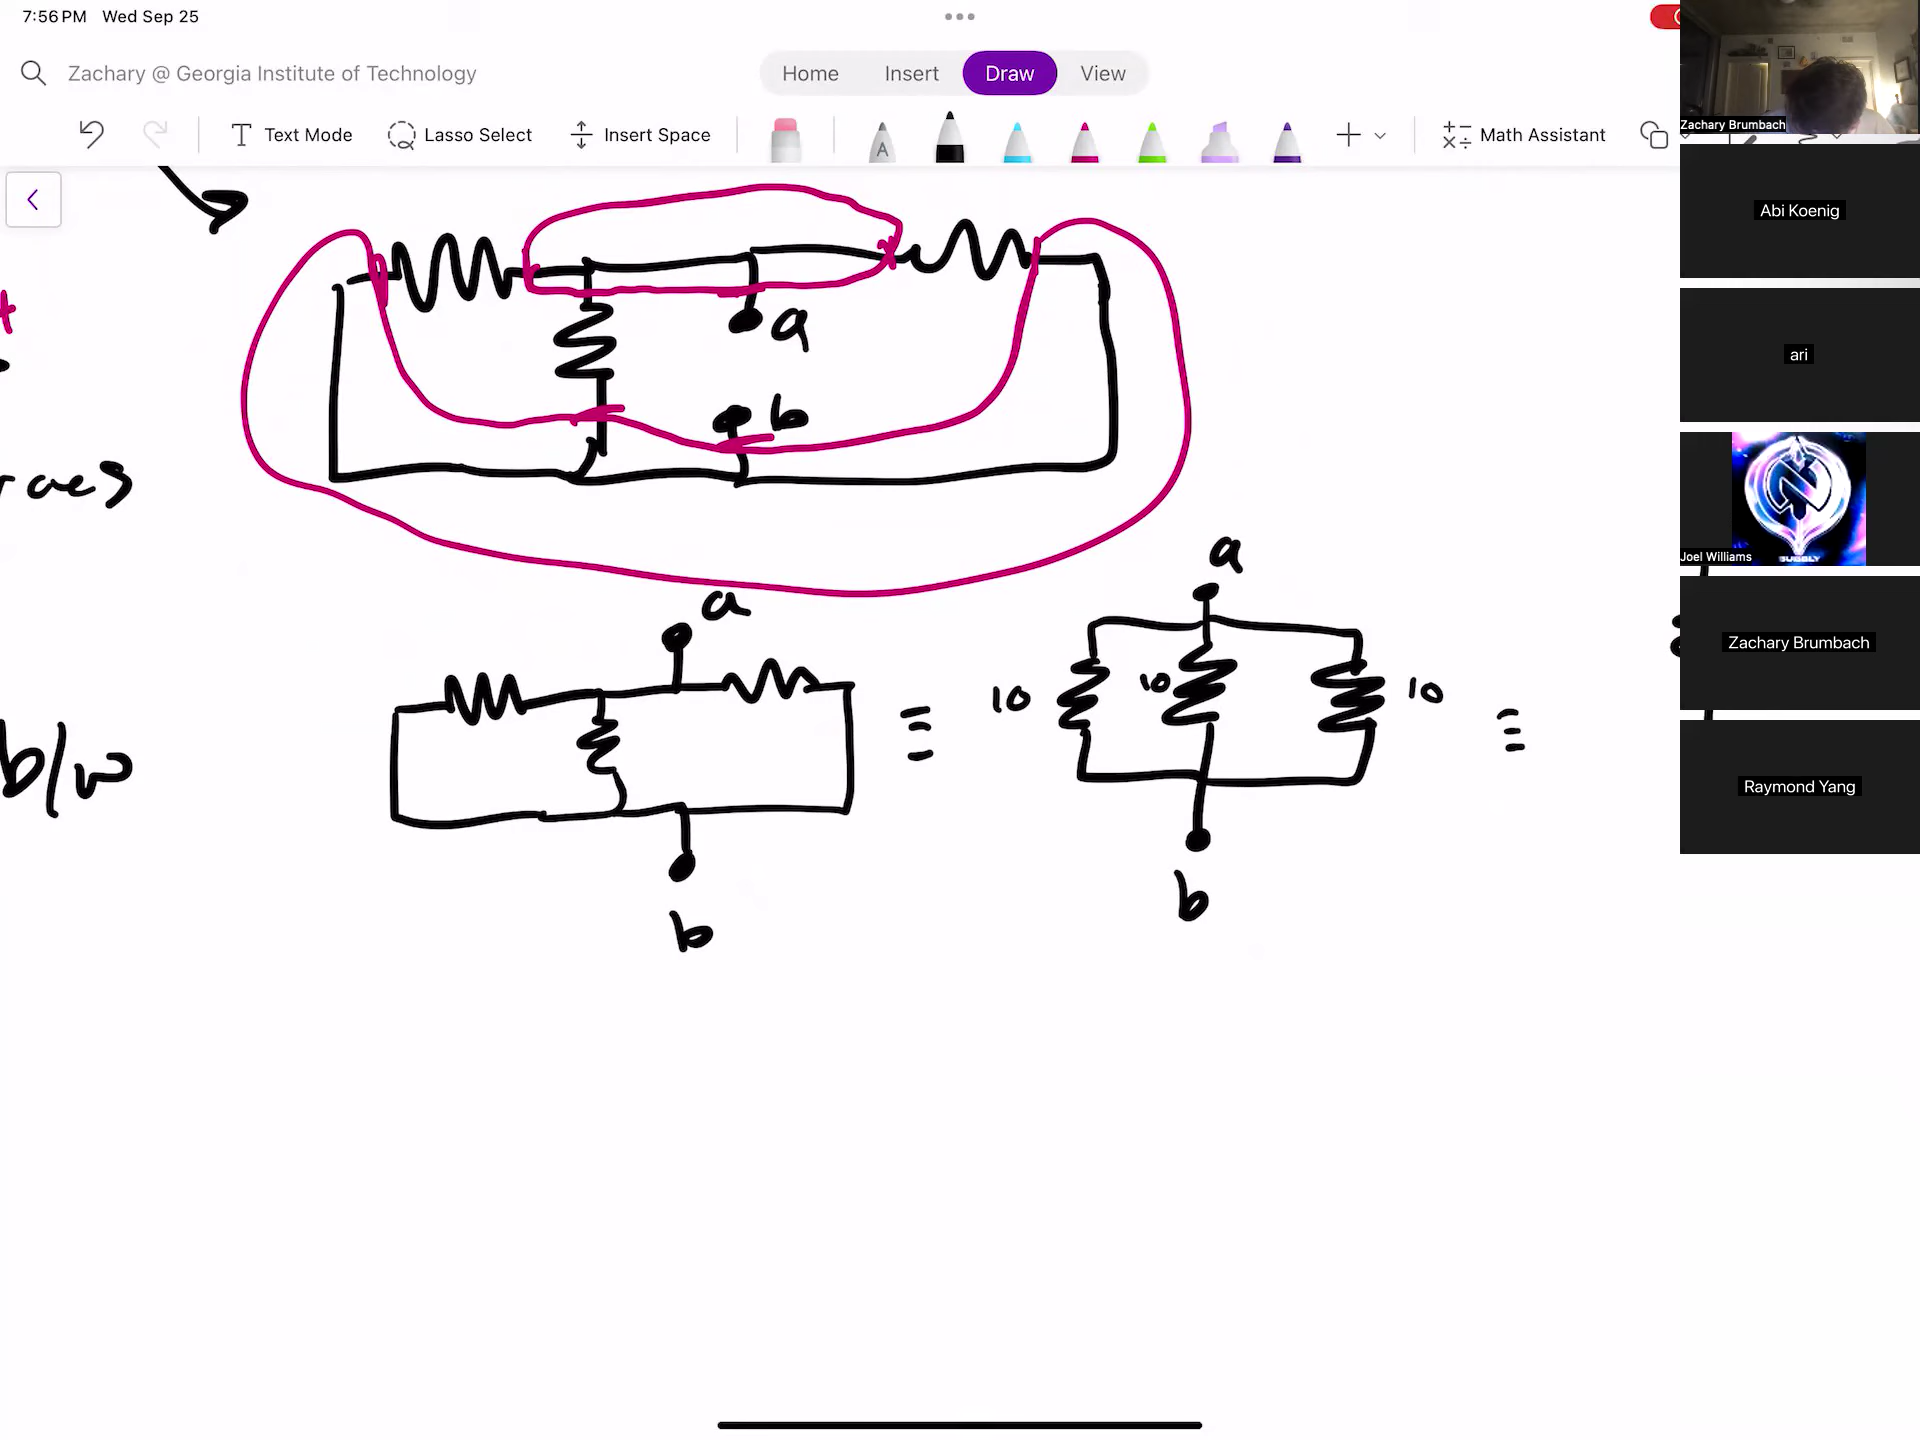 7:56 PM Wed Sep 25
Zachary @ Georgia Institute of Technology
Home Insert Draw View
Text Mode Lasso Select Insert Space A Math Assistant
Zachary Brumbach
Abi Koenig
ari
Joel Williams
BUBBLY
Zachary Brumbach
Raymond Yang
a
b
b/w
a
b
≡
a
10 10 10
b
≡